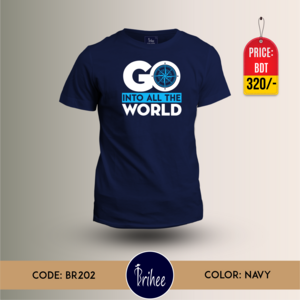 GO
INTO ALL THE
WORLD
PRICE:
BDT
320/-
CODE: BR202
Brihee
COLOR: NAVY